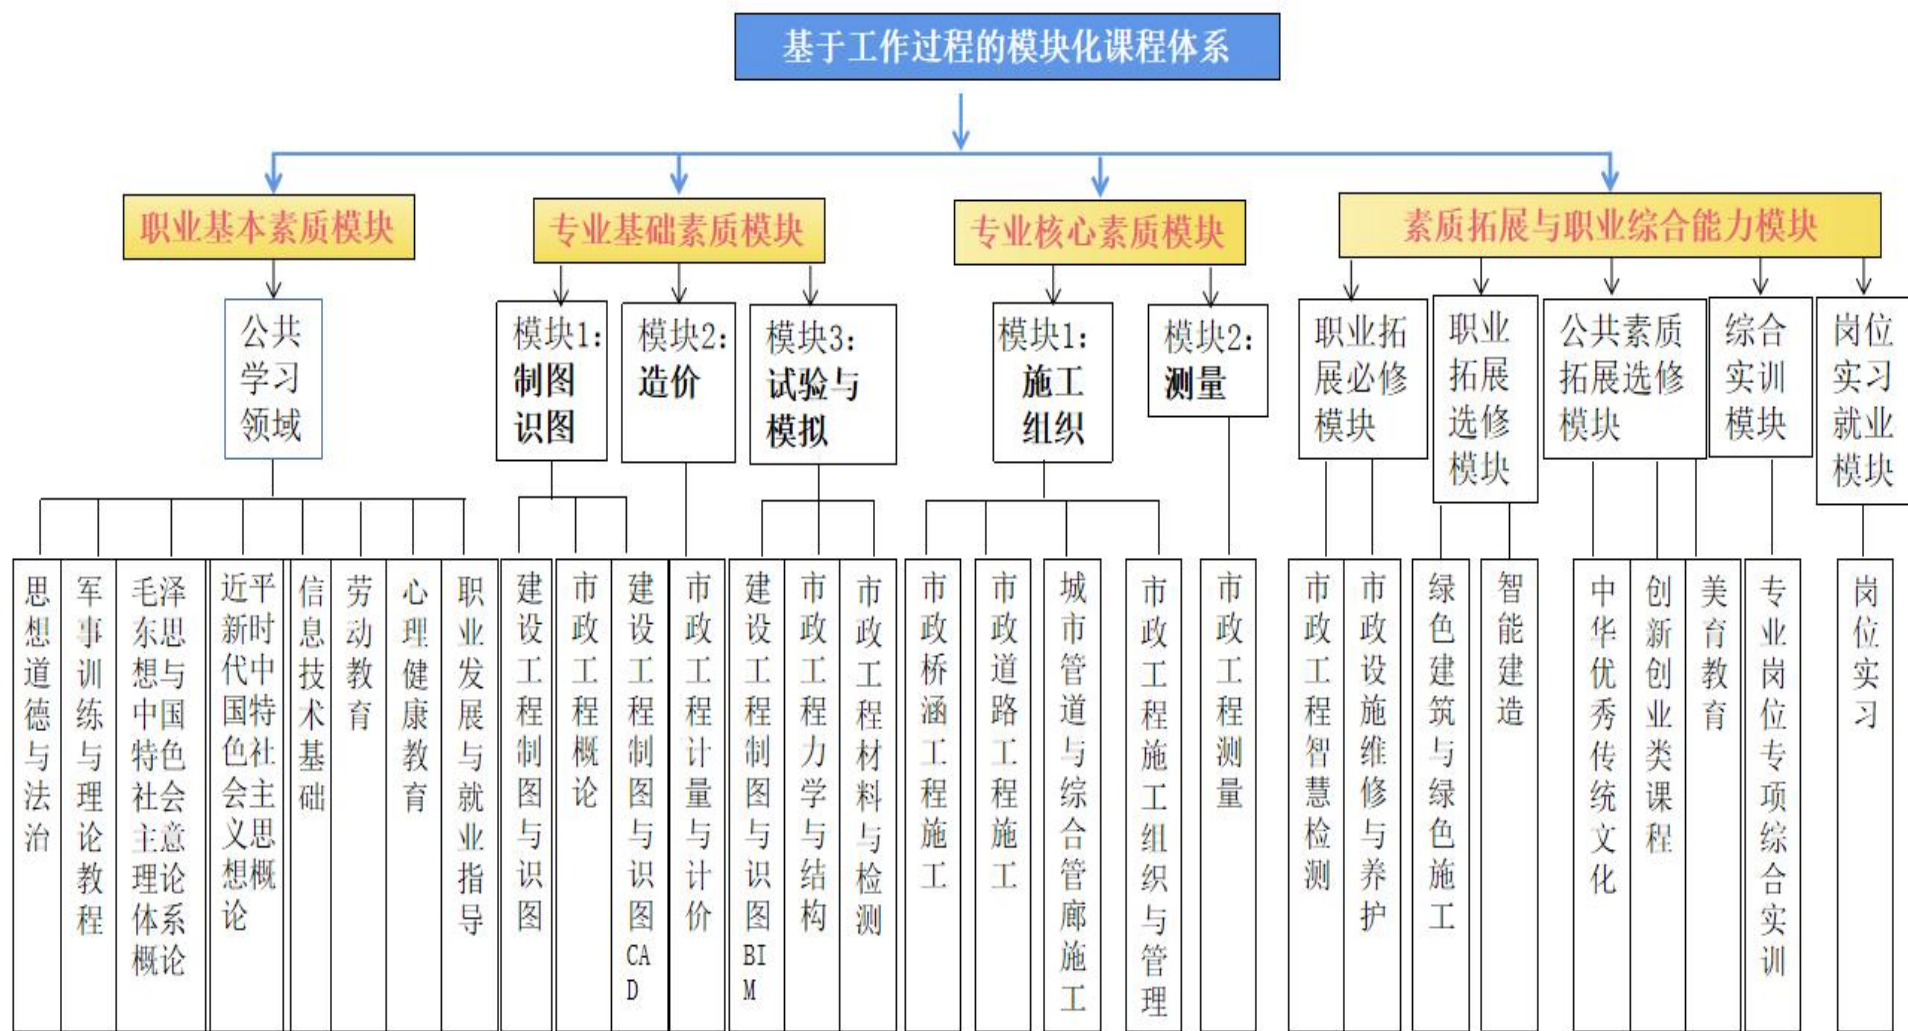 基于工作过程的模块化课程体系
职业基本素质模块
专业基础素质模块
专业核心素质模块
素质拓展与职业综合能力模块
公共
学习
领域
模块1：
制图
识图
模块2：
造价
模块3：
试验与
模拟
模块1：
施工
组织
模块2：
测量
职业拓
展必修
模块
职业
拓展
选修
模块
公共素质
拓展选修
模块
综合
实训
模块
岗位
实习
就业
模块
思想道德与法治
军事训练与理论教程
毛泽东思想与中国特色社会主意理论体系概论
近平新时代中国特色社会主义思想概论
信息技术基础
劳动教育
心理健康教育
职业发展与就业指导
建设工程制图与识图
市政工程概论
建设工程制图与识图CAD
市政工程计量与计价
建设工程制图与识图BIM
市政工程力学与结构
市政工程材料与检测
市政桥涵工程施工
市政道路工程施工
城市管道与综合管廊施工
市政工程施工组织与管理
市政工程测量
市政工程智慧检测
市政设施维修与养护
绿色建筑与绿色施工
智能建造
中华优秀传统文化
创新创业类课程
美育教育
专业岗位专项综合实训
岗位实习